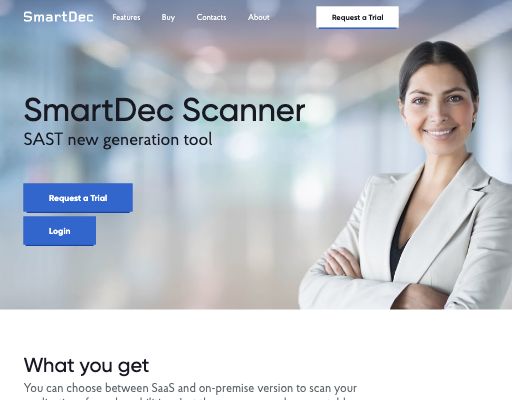 SmartDec Features Buy Contacts About Request a Trial
SmartDec Scanner
SAST new generation tool
Request a Trial
Login
What you get
You can choose between SaaS and on-premise version to scan your